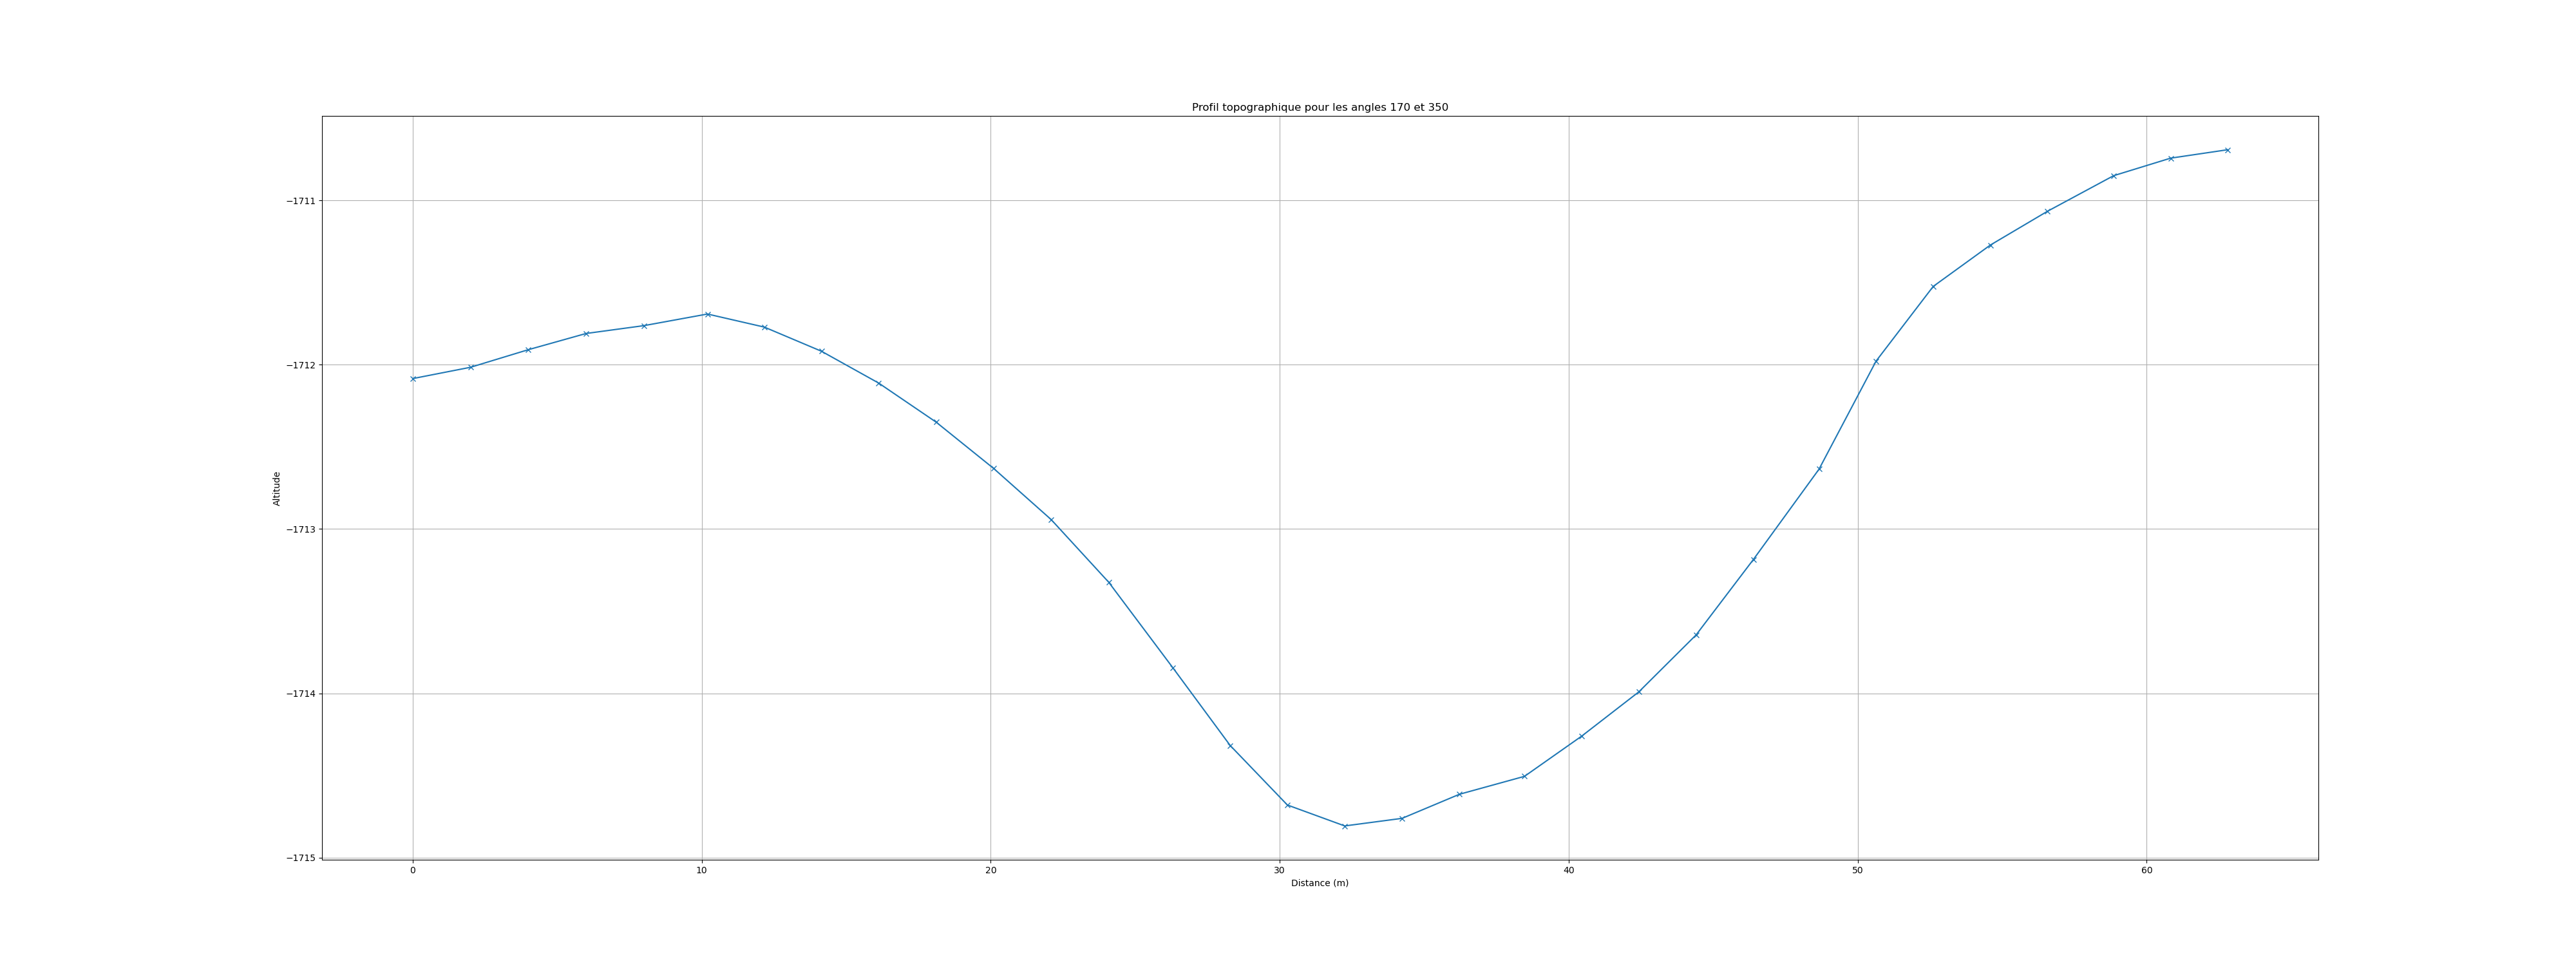 Profil topographique pour les angles 170 et 350
Altitude
−1711
−1712
−1713
−1714
−1715
0 10 20 30 40 50 60
Distance (m)